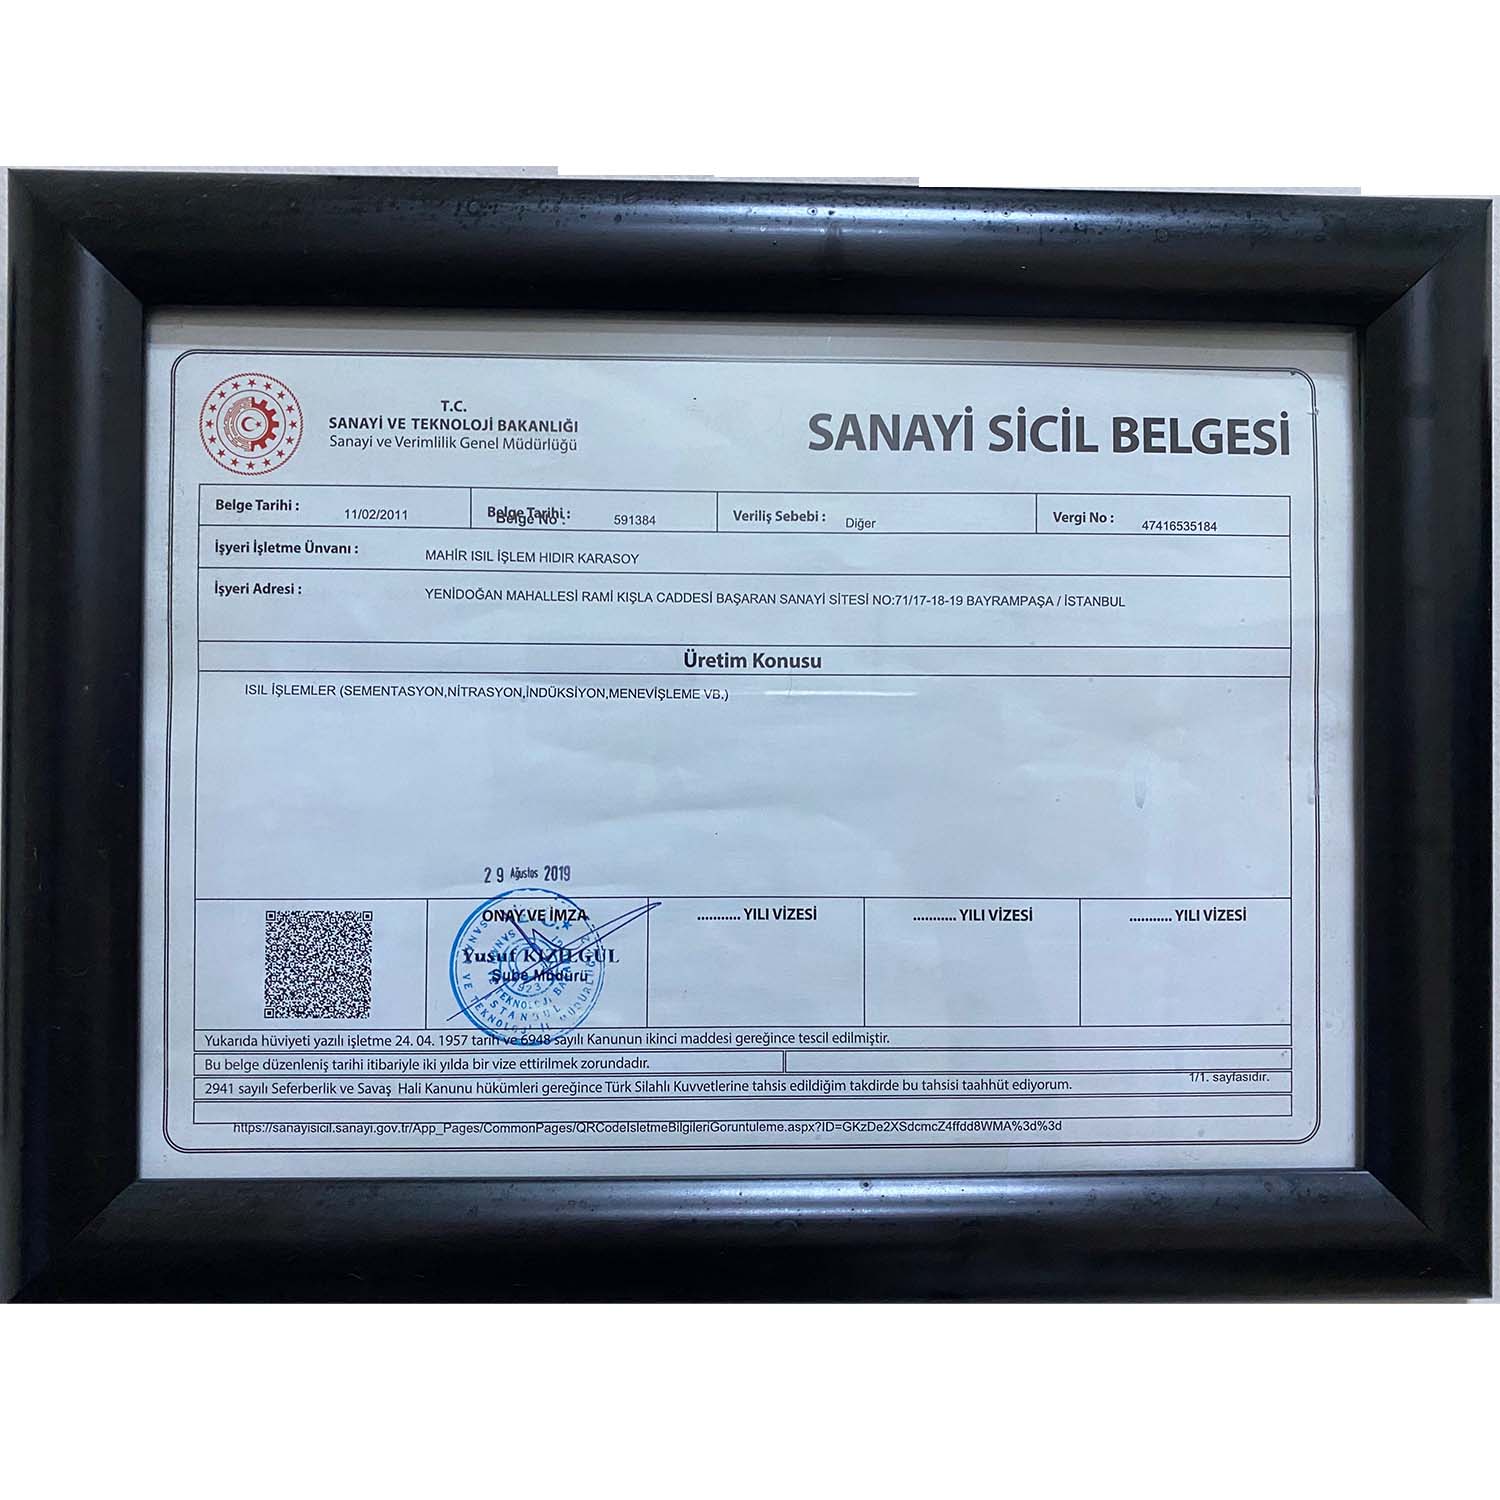 T.C.
SANAYİ VE TEKNOLOJİ BAKANLIĞI
Sanayi ve Verimlilik Genel Müdürlüğü
SANAYİ SİCİL BELGESİ
Belge Tarihi : 11/02/2011
Belge Tarihi :
Belge No : 591384
Veriliş Sebebi : Diğer
Vergi No : 47416535184
İşyeri İşletme Ünvanı : MAHİR ISIL İŞLEM HIDIR KARASOY
İşyeri Adresi : YENİDOĞAN MAHALLESİ RAMİ KIŞLA CADDESİ BAŞARAN SANAYİ SİTESİ NO:71/17-18-19 BAYRAMPAŞA / İSTANBUL
Üretim Konusu
ISIL İŞLEMLER (SEMENTASYON,NİTRASYON,İNDÜKSİYON,MENEVİŞLEME VB.)
29 Ağustos 2019
ONAY VE İMZA
Yusuf KIZILGÜL
Şube Müdürü
........... YILI VİZESİ
........... YILI VİZESİ
........... YILI VİZESİ
Yukarıda hüviyeti yazılı işletme 24. 04. 1957 tarih ve 6948 sayılı Kanunun ikinci maddesi gereğince tescil edilmiştir.
Bu belge düzenleniş tarihi itibariyle iki yılda bir vize ettirilmek zorundadır.
1/1. sayfasıdır.
2941 sayılı Seferberlik ve Savaş Hali Kanunu hükümleri gereğince Türk Silahlı Kuvvetlerine tahsis edildiğim takdirde bu tahsisi taahhüt ediyorum.
https://sanayisicil.sanayi.gov.tr/App_Pages/CommonPages/QRCodeIsletmeBilgileriGoruntuleme.aspx?ID=GKzDe2XSdcmcZ4ffdd8WMA%3d%3d